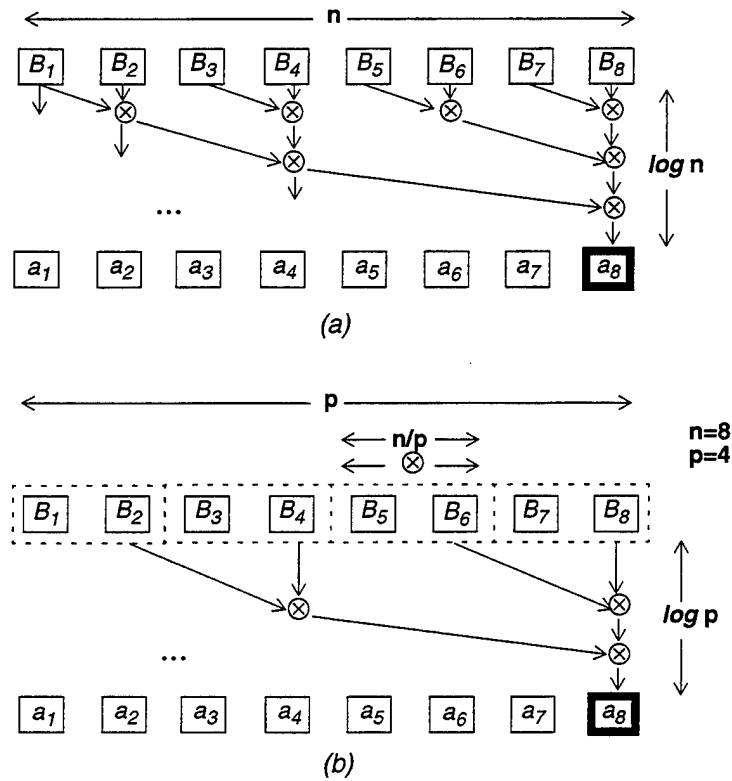 n
B1 B2 B3 B4 B5 B6 B7 B8
log n
...
a1 a2 a3 a4 a5 a6 a7 a8
(a)
p
n/p
n=8
p=4
B1 B2 B3 B4 B5 B6 B7 B8
log p
...
a1 a2 a3 a4 a5 a6 a7 a8
(b)